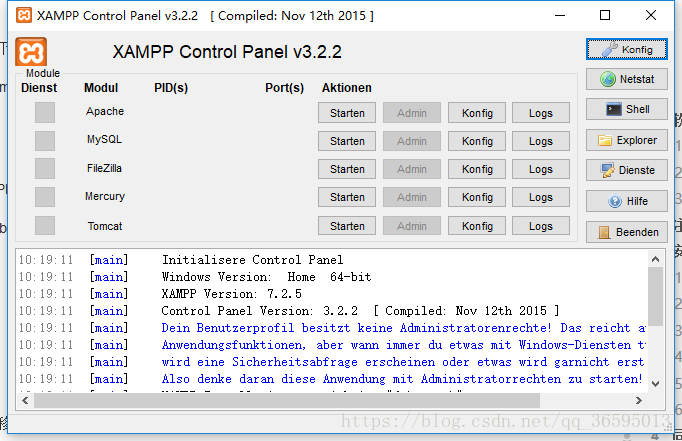 XAMPP Control Panel v3.2.2 [ Compiled: Nov 12th 2015 ]
XAMPP Control Panel v3.2.2
Konfig
Module
Dienst Modul PID(s) Port(s) Aktionen
Netstat
Apache Starten Admin Konfig Logs
Shell
MySQL Starten Admin Konfig Logs
Explorer
FileZilla Starten Admin Konfig Logs
Dienste
Mercury Starten Admin Konfig Logs
Hilfe
Tomcat Starten Admin Konfig Logs
Beenden
10:19:11 [main] Initialisere Control Panel
10:19:11 [main] Windows Version: Home 64-bit
10:19:11 [main] XAMPP Version: 7.2.5
10:19:11 [main] Control Panel Version: 3.2.2 [ Compiled: Nov 12th 2015 ]
10:19:11 [main] Dein Benutzerprofil besitzt keine Administratorenrechte! Das reicht
10:19:11 [main] Anwendungsfunktionen, aber wann immer du etwas mit Windows-Diensten
10:19:11 [main] wird eine Sicherheitsabfrage erscheinen oder etwas wird garnicht erst
10:19:11 [main] Also denke daran diese Anwendung mit Administratorrechten zu starten!
10:19:11 [main]
https://blog.csdn.net/qq_36595013